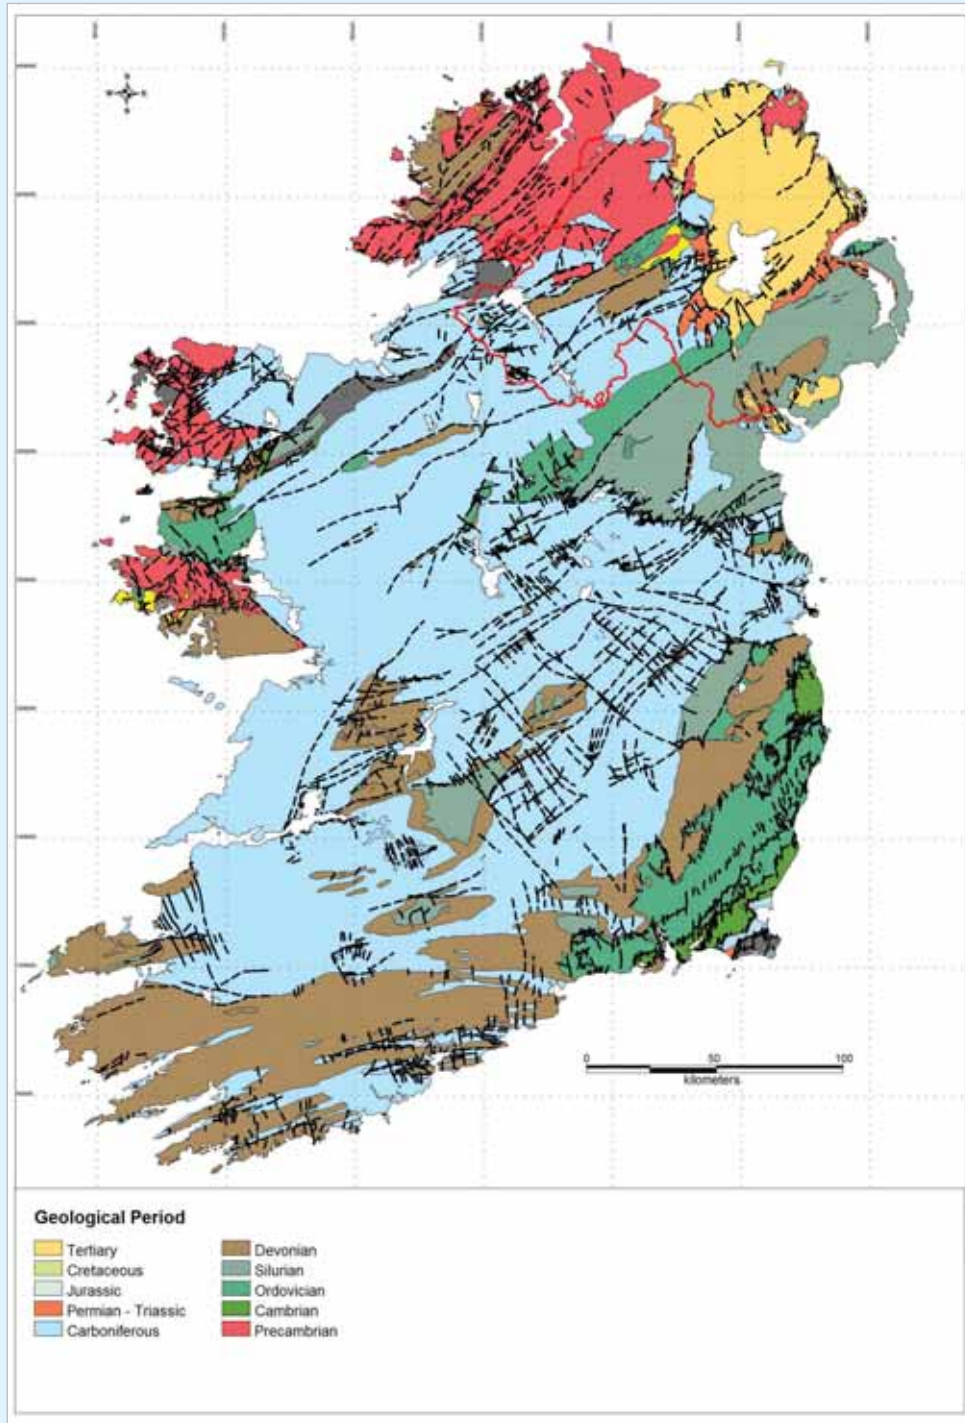 N
W E
S
0 50 100
kilometers
Geological Period
Tertiary
Cretaceous
Jurassic
Permian - Triassic
Carboniferous
Devonian
Silurian
Ordovician
Cambrian
Precambrian